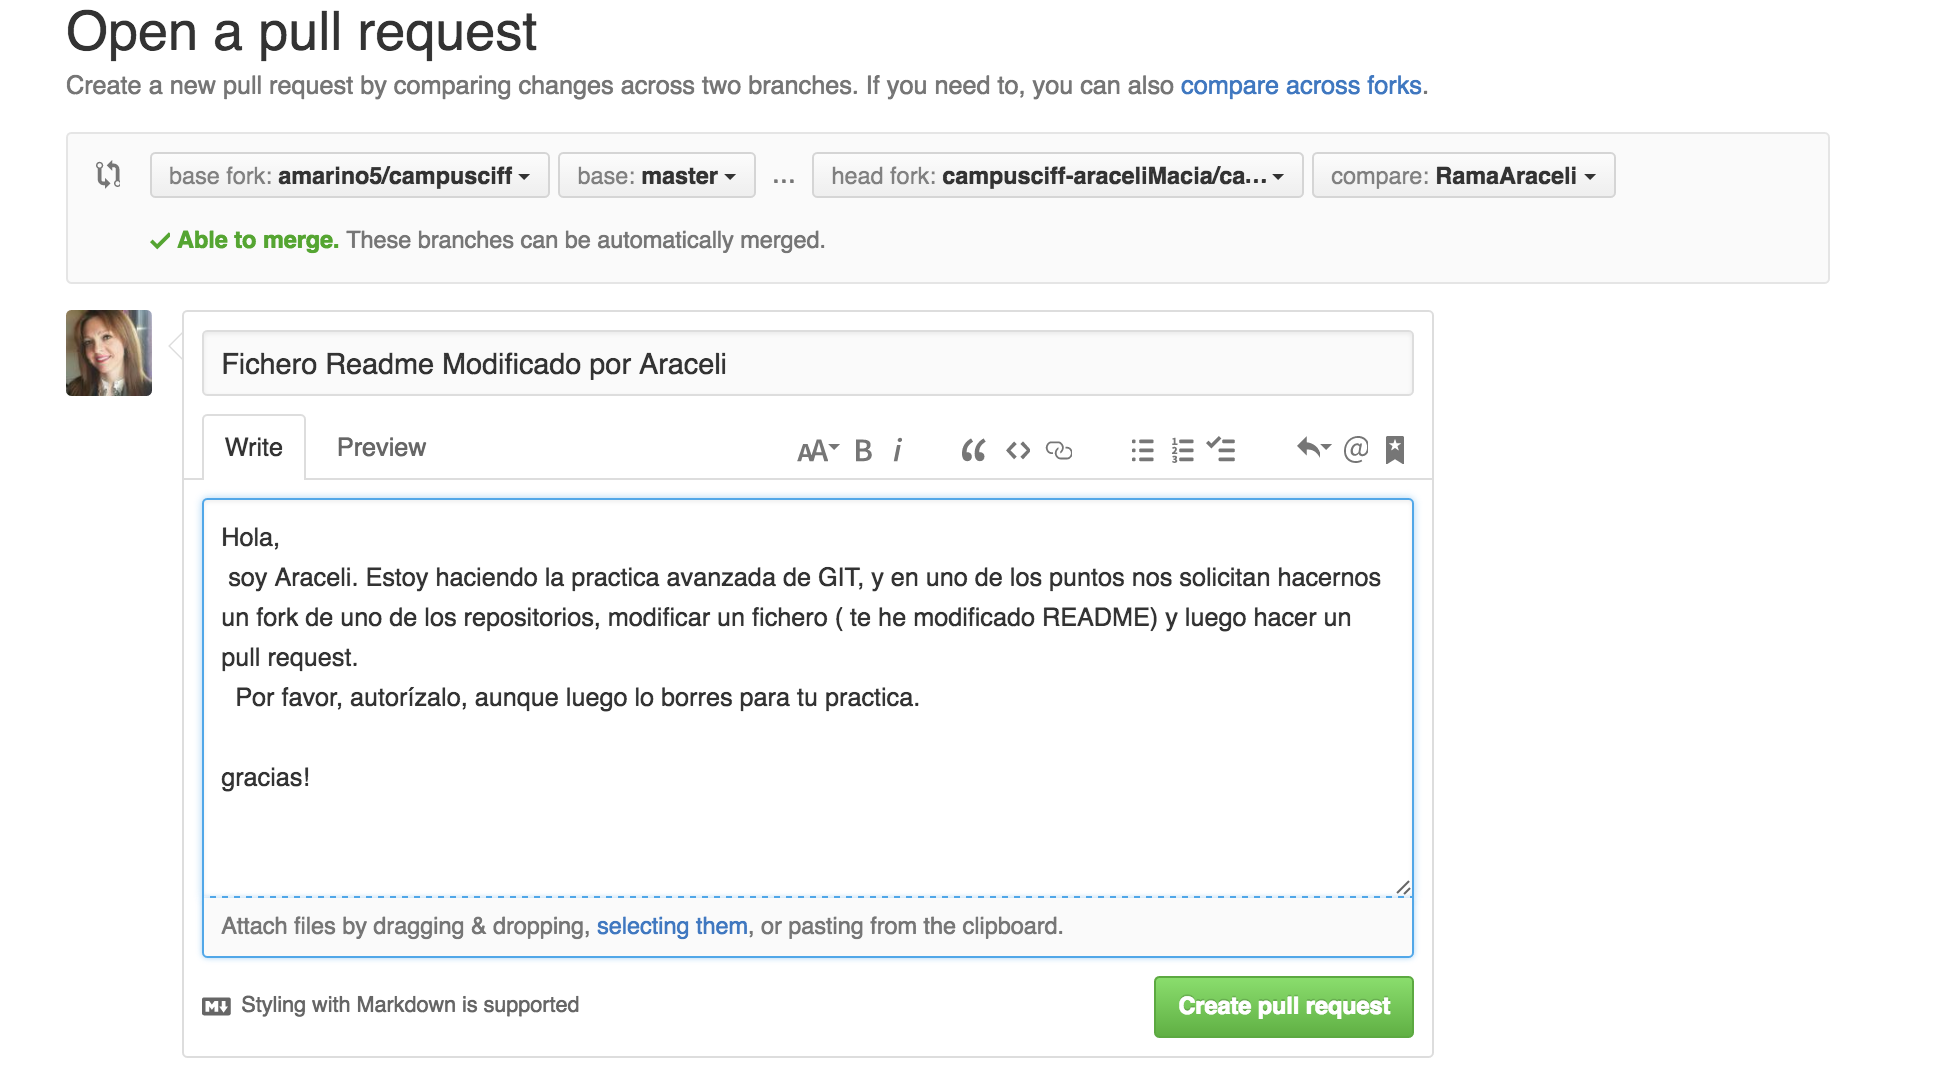 Open a pull request
Create a new pull request by comparing changes across two branches. If you need to, you can also compare across forks.
base fork: amarino5/campusciff base: master ... head fork: campusciff-araceliMacia/ca... compare: RamaAraceli
Able to merge. These branches can be automatically merged.
Fichero Readme Modificado por Araceli
Write Preview AA B i “ <> 1 2 3 @
Hola,
soy Araceli. Estoy haciendo la practica avanzada de GIT, y en uno de los puntos nos solicitan hacernos
un fork de uno de los repositorios, modificar un fichero ( te he modificado README) y luego hacer un
pull request.
Por favor, autorízalo, aunque luego lo borres para tu practica.
gracias!
Attach files by dragging & dropping, selecting them, or pasting from the clipboard.
M↓ Styling with Markdown is supported
Create pull request